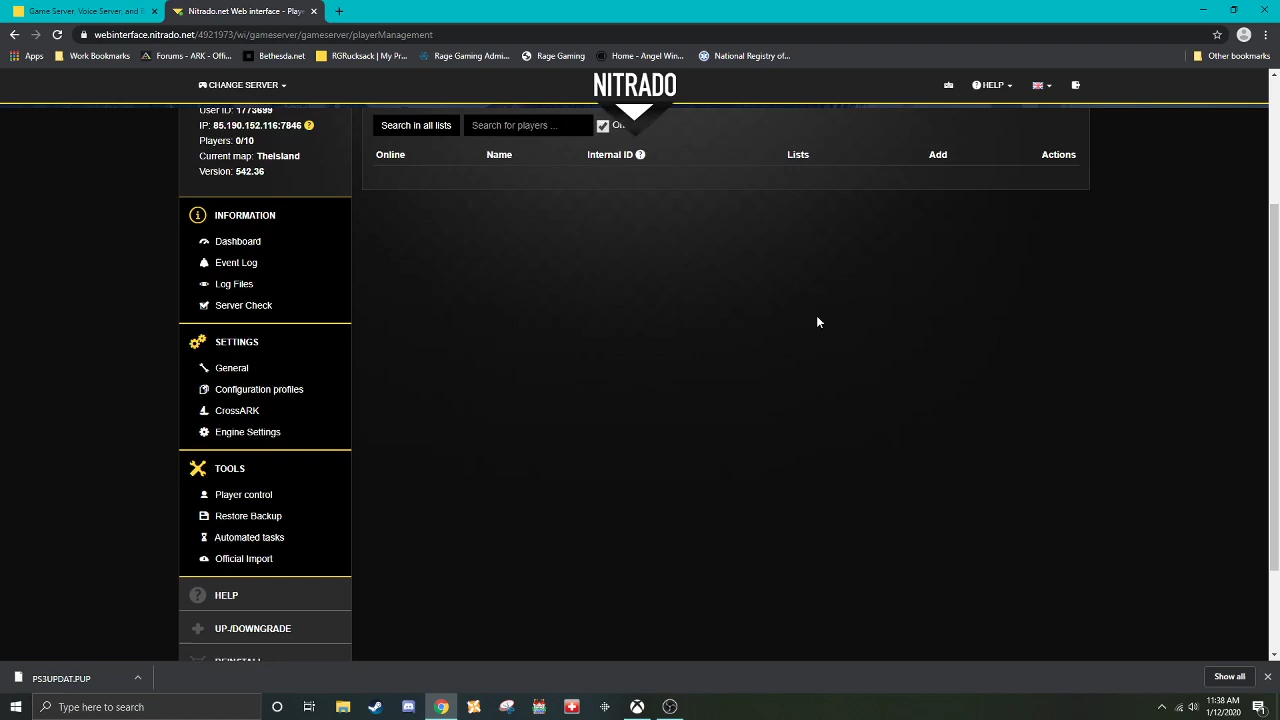 Game Server, Voice Server, and E
Nitrado.net Web interface - Playe
webinterface.nitrado.net/4921973/wi/gameserver/gameserver/playerManagement
Apps
Work Bookmarks
Forums - ARK - Offi...
Bethesda.net
RGRucksack | My Pr...
Rage Gaming Admi...
Rage Gaming
Home - Angel Win...
National Registry of...
Other bookmarks
CHANGE SERVER
NITRADO
HELP
User ID: 1773699
IP: 85.190.152.116:7846
Players: 0/10
Current map: TheIsland
Version: 542.36
Search in all lists
Search for players ...
Online
Name
Internal ID
Lists
Add
Actions
INFORMATION
Dashboard
Event Log
Log Files
Server Check
SETTINGS
General
Configuration profiles
CrossARK
Engine Settings
TOOLS
Player control
Restore Backup
Automated tasks
Official Import
HELP
UP-/DOWNGRADE
REINSTALL
PS3UPDAT.PUP
Show all
Type here to search
11:38 AM
1/12/2020